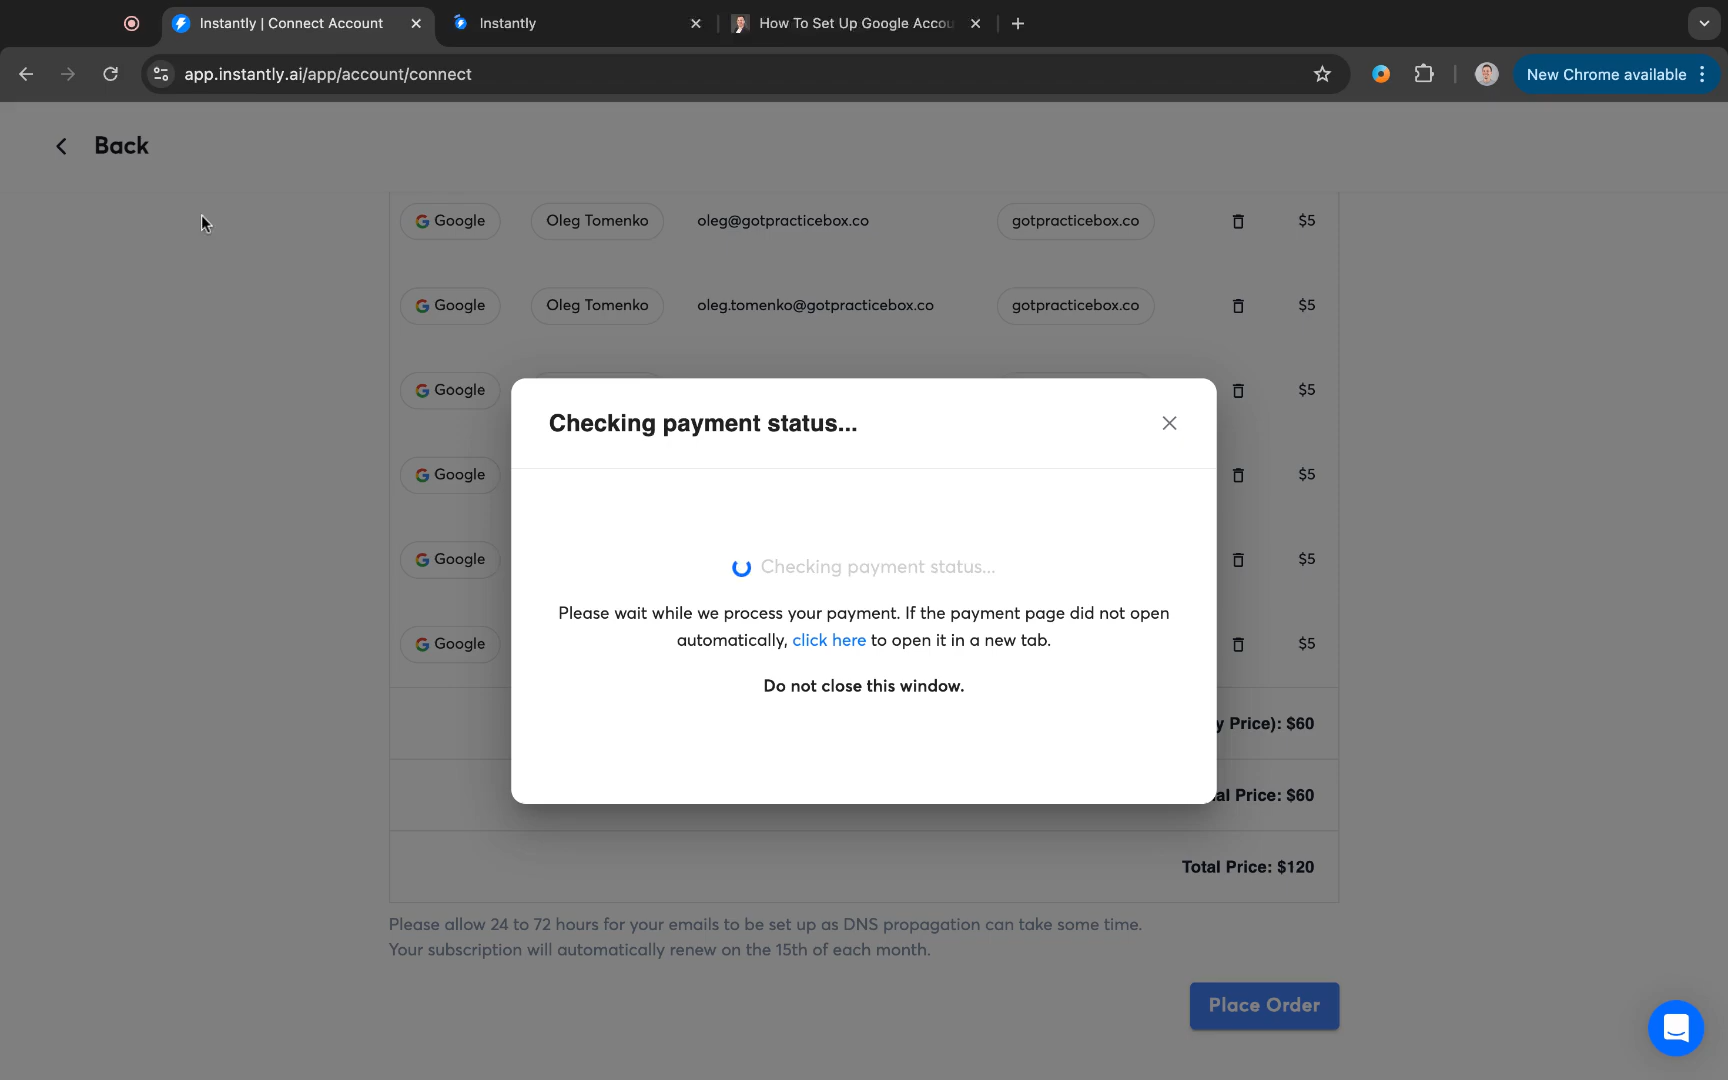 Instantly | Connect Account
Instantly
How To Set Up Google Accou
app.instantly.ai/app/account/connect
New Chrome available
Back
Google Oleg Tomenko oleg@gotpracticebox.co gotpracticebox.co $5
Google Oleg Tomenko oleg.tomenko@gotpracticebox.co gotpracticebox.co $5
Google $5
Checking payment status...
Google $5
Google $5
Checking payment status...
Please wait while we process your payment. If the payment page did not open
automatically, click here to open it in a new tab.
Google $5
Do not close this window.
y Price): $60
al Price: $60
Total Price: $120
Please allow 24 to 72 hours for your emails to be set up as DNS propagation can take some time.
Your subscription will automatically renew on the 15th of each month.
Place Order